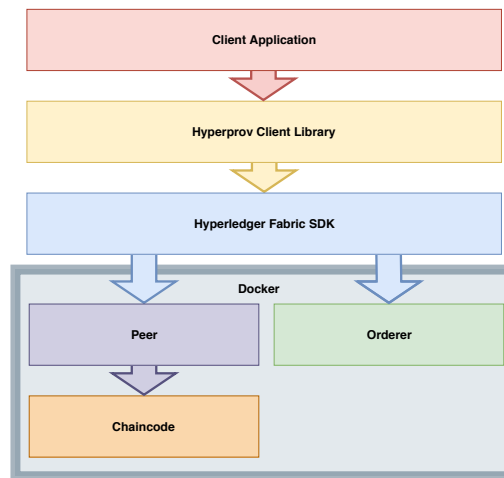 Client Application
Hyperprov Client Library
Hyperledger Fabric SDK
Docker
Peer
Orderer
Chaincode